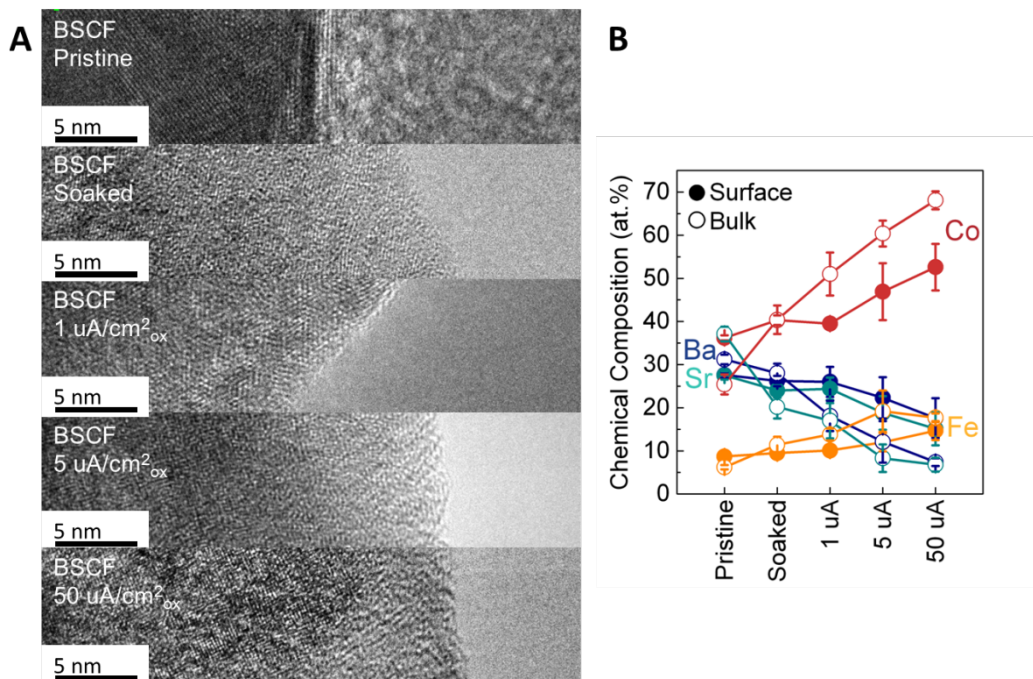 A
BSCF
Pristine
5 nm
BSCF
Soaked
5 nm
BSCF
1 uA/cm²ox
5 nm
BSCF
5 uA/cm²ox
5 nm
BSCF
50 uA/cm²ox
5 nm
B
Chemical Composition (at.%)
70
60
50
40
30
20
10
0
Surface
Bulk
Co
Ba
Sr
Fe
Pristine
Soaked
1 uA
5 uA
50 uA